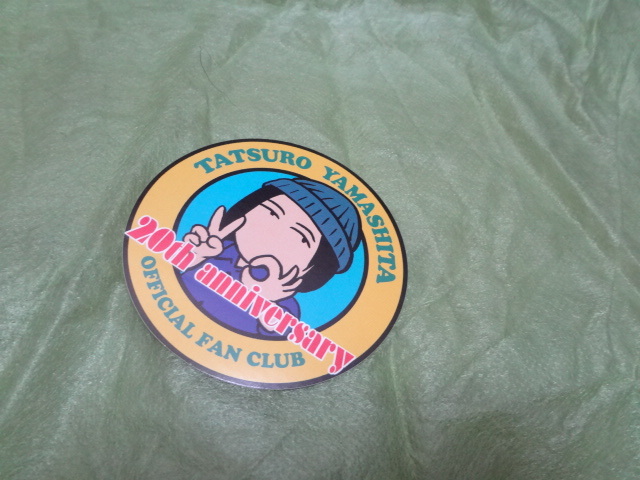 TATSURO YAMASHITA
20th anniversary
OFFICIAL FAN CLUB